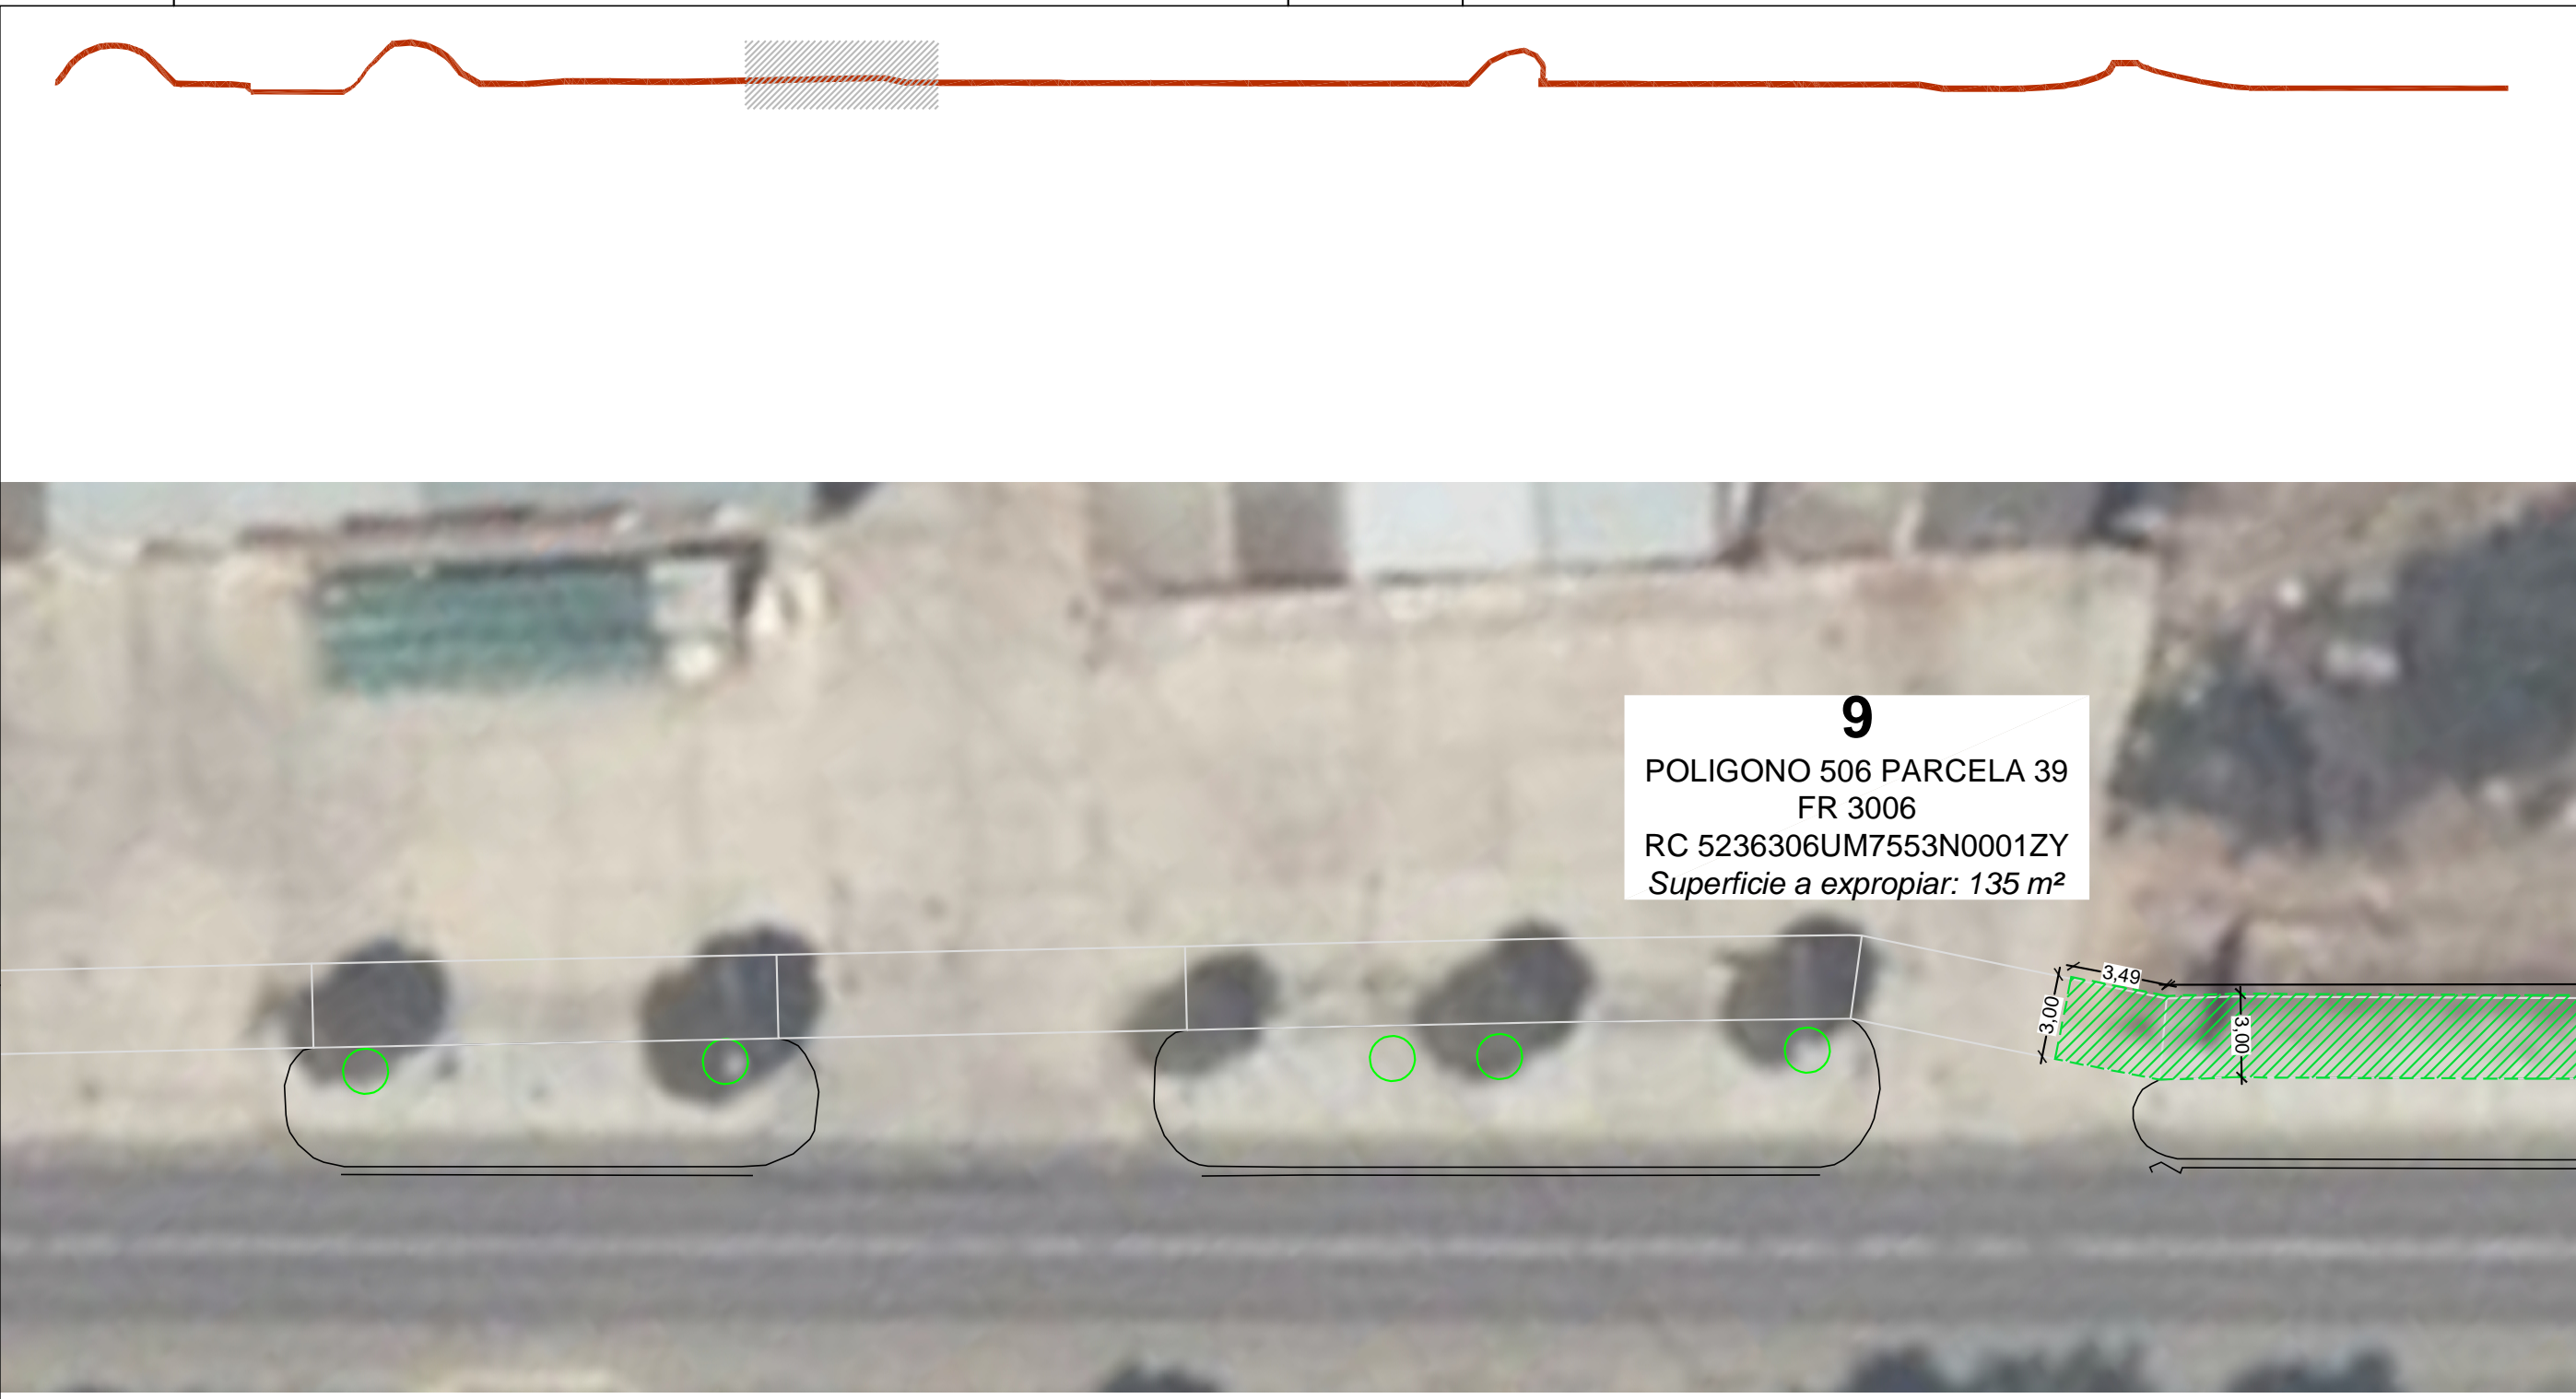 9
POLIGONO 506 PARCELA 39
FR 3006
RC 5236306UM7553N0001ZY
Superficie a expropiar: 135 m²
3,49
3,00
3,00